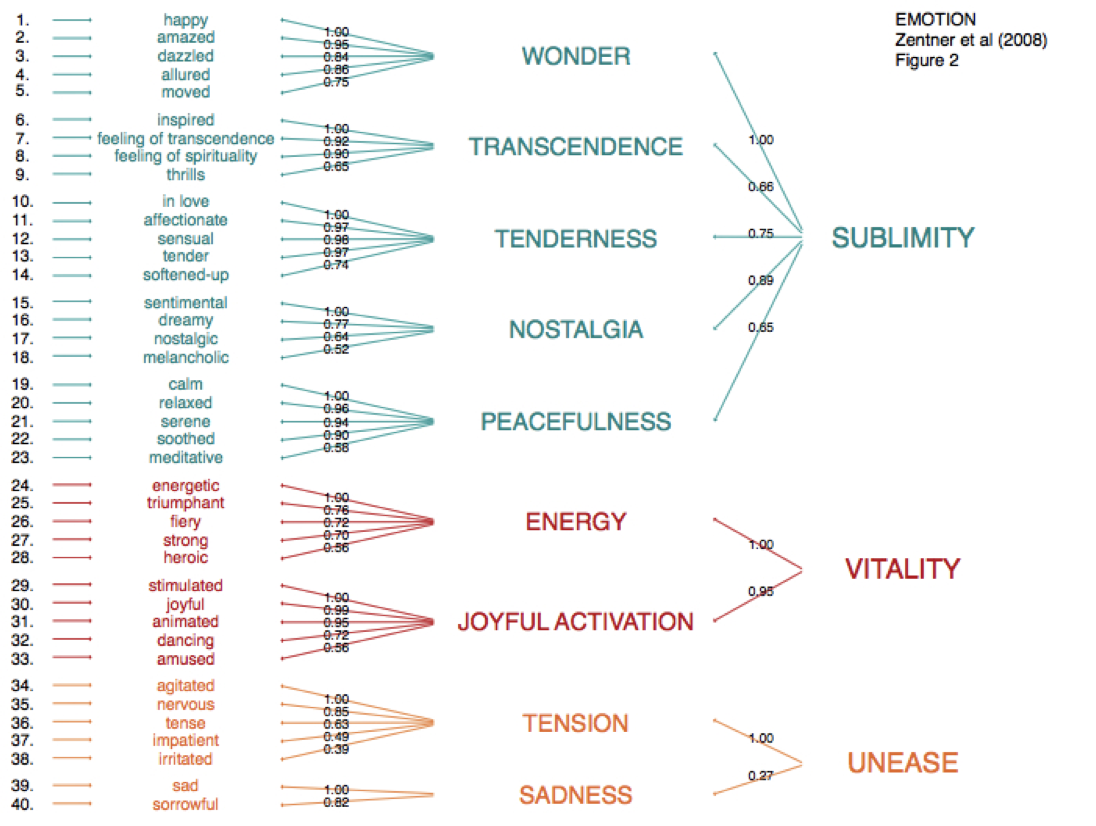 EMOTION
Zentner et al (2008)
Figure 2
1. happy 1.00
2. amazed 0.95
3. dazzled 0.84
4. allured 0.86
5. moved 0.75
WONDER
6. inspired 1.00
7. feeling of transcendence 0.92
8. feeling of spirituality 0.90
9. thrills 0.65
TRANSCENDENCE
10. in love 1.00
11. affectionate 0.97
12. sensual 0.96
13. tender 0.97
14. softened-up 0.74
TENDERNESS
15. sentimental 1.00
16. dreamy 0.77
17. nostalgic 0.64
18. melancholic 0.52
NOSTALGIA
19. calm 1.00
20. relaxed 0.96
21. serene 0.94
22. soothed 0.90
23. meditative 0.58
PEACEFULNESS
1.00
0.66
0.75
0.89
0.65
SUBLIMITY
24. energetic 1.00
25. triumphant 0.76
26. fiery 0.72
27. strong 0.70
28. heroic 0.56
ENERGY
29. stimulated 1.00
30. joyful 0.99
31. animated 0.95
32. dancing 0.72
33. amused 0.56
JOYFUL ACTIVATION
1.00
0.95
VITALITY
34. agitated 1.00
35. nervous 0.85
36. tense 0.63
37. impatient 0.49
38. irritated 0.39
TENSION
39. sad 1.00
40. sorrowful 0.82
SADNESS
1.00
0.27
UNEASE